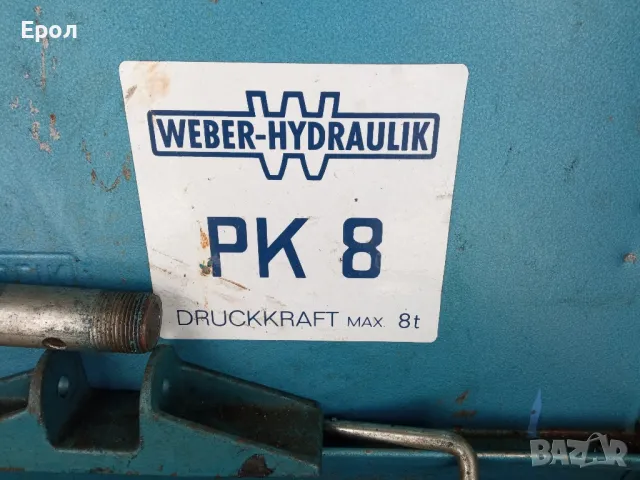 Ерол
WEBER-HYDRAULIK
PK 8
DRUCKKRAFT MAX. 8t
BAZAR